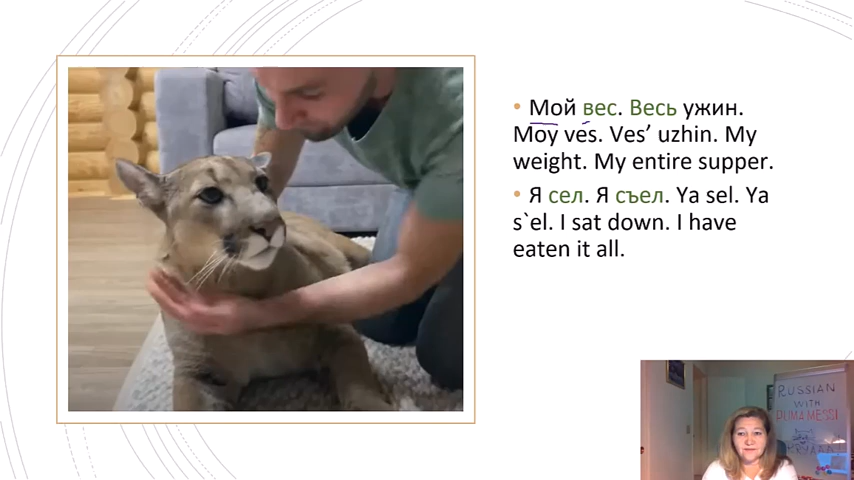 Мой вес. Весь ужин.
Moy ves. Ves’ uzhin. My
weight. My entire supper.
Я сел. Я съел. Ya sel. Ya
s`el. I sat down. I have
eaten it all.
RUSSIAN
WITH
PUMA MESSI